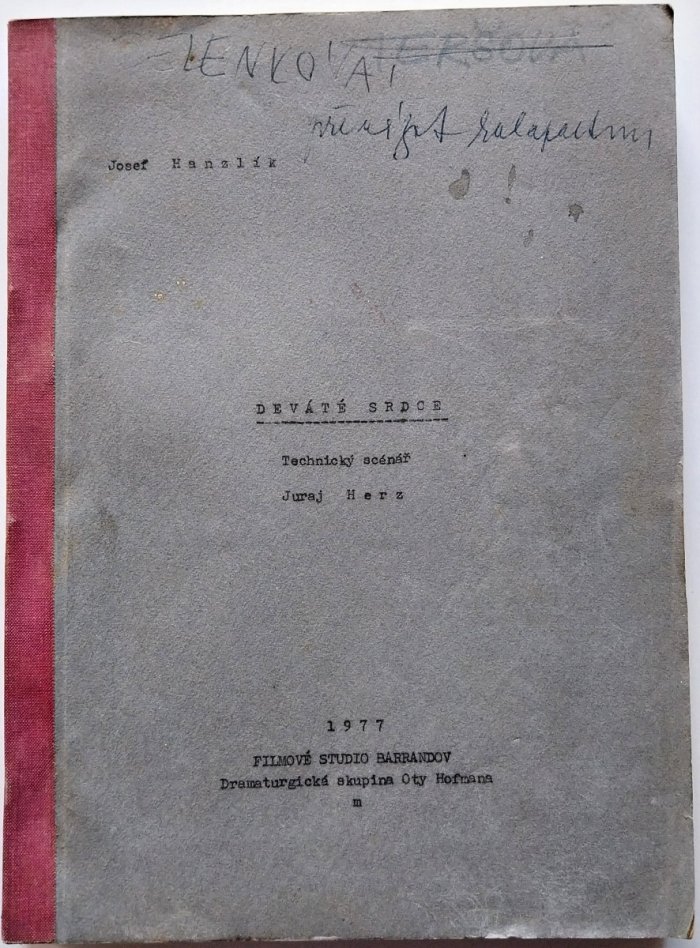 ZELENKOVÁ
Josef Hanzlík
DEVÁTÉ SRDCE
Technický scénář
Juraj Herz
1977
FILMOVÉ STUDIO BARRANDOV
Dramaturgická skupina Oty Hofmana
m